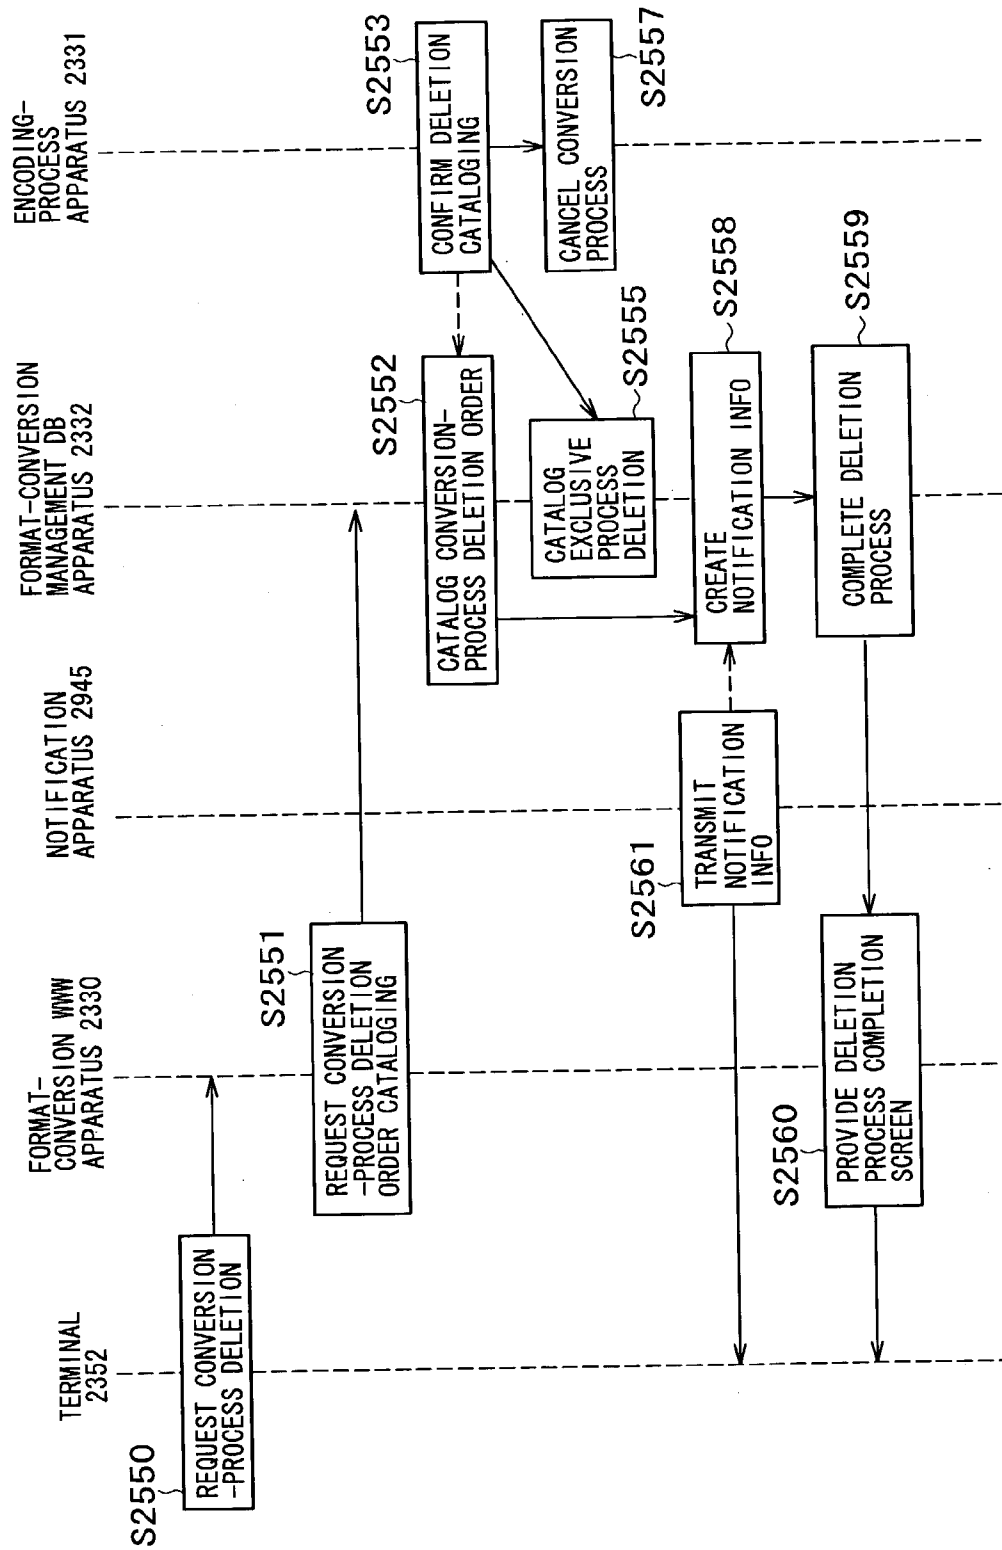 TERMINAL
2352
FORMAT-
CONVERSION WWW
APPARATUS 2330
NOTIFICATION
APPARATUS 2945
FORMAT-CONVERSION
MANAGEMENT DB
APPARATUS 2332
ENCODING-
PROCESS
APPARATUS 2331
S2550
REQUEST CONVERSION
-PROCESS DELETION
S2551
REQUEST CONVERSION
-PROCESS DELETION
ORDER CATALOGING
S2552
CATALOG CONVERSION-
PROCESS DELETION ORDER
S2553
CONFIRM DELETION
CATALOGING
S2555
CATALOG
EXCLUSIVE
PROCESS
DELETION
S2557
CANCEL CONVERSION
PROCESS
S2561
TRANSMIT
NOTIFICATION
INFO
S2558
CREATE
NOTIFICATION INFO
S2559
COMPLETE DELETION
PROCESS
S2560
PROVIDE DELETION
PROCESS COMPLETION
SCREEN